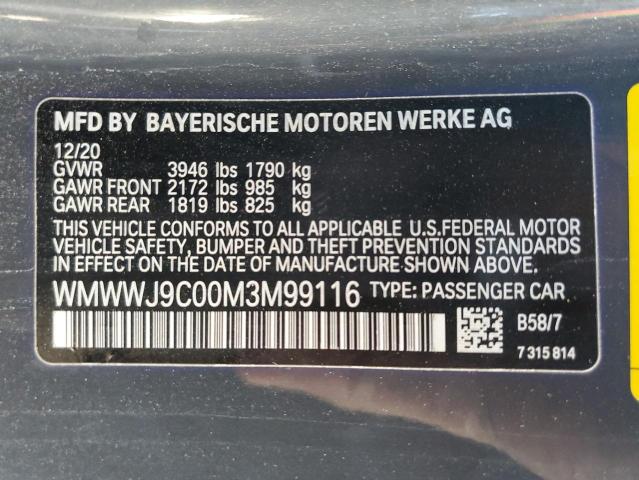 MFD BY BAYERISCHE MOTOREN WERKE AG
12/20
GVWR 3946 lbs 1790 kg
GAWR FRONT 2172 lbs 985 kg
GAWR REAR 1819 lbs 825 kg
THIS VEHICLE CONFORMS TO ALL APPLICABLE U.S.FEDERAL MOTOR
VEHICLE SAFETY, BUMPER AND THEFT PREVENTION STANDARDS
IN EFFECT ON THE DATE OF MANUFACTURE SHOWN ABOVE.
WMWWJ9C00M3M99116 TYPE: PASSENGER CAR
B58/7
7 315 814